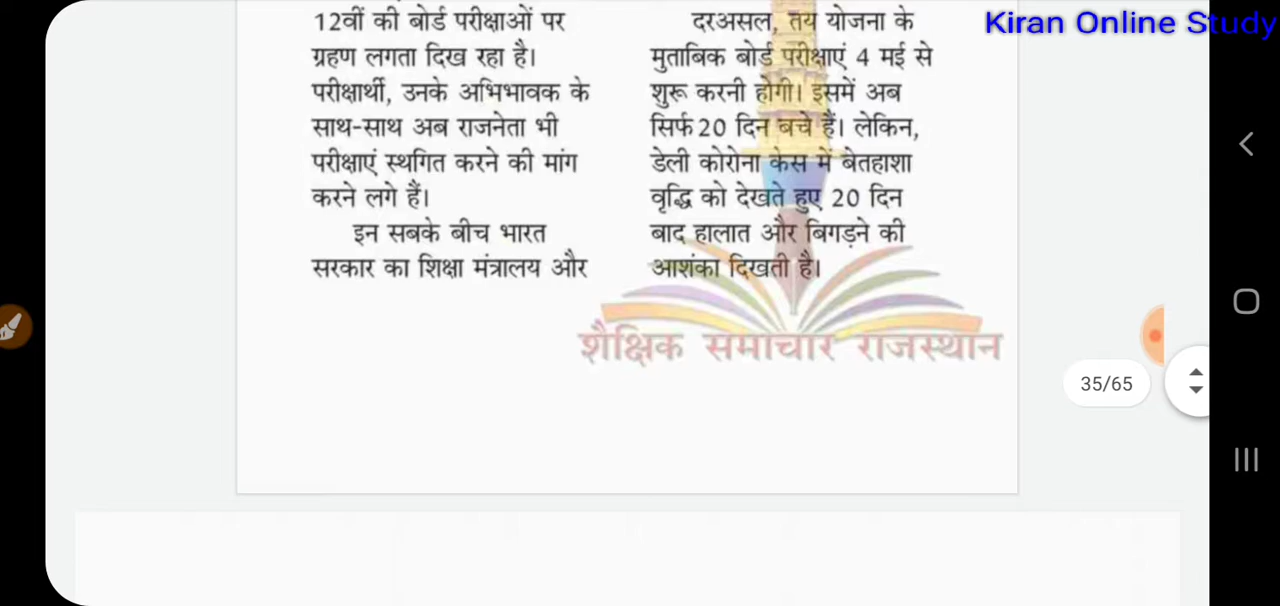 Kiran Online Study
12वीं की बोर्ड परीक्षाओं पर
ग्रहण लगता दिख रहा है।
परीक्षार्थी, उनके अभिभावक के
साथ-साथ अब राजनेता भी
परीक्षाएं स्थगित करने की मांग
करने लगे हैं।
इन सबके बीच भारत
सरकार का शिक्षा मंत्रालय और
दरअसल, तय योजना के
मुताबिक बोर्ड परीक्षाएं 4 मई से
शुरू करनी होगी। इसमें अब
सिर्फ 20 दिन बचे हैं। लेकिन,
डेली कोरोना केस में बेतहाशा
वृद्धि को देखते हुए 20 दिन
बाद हालात और बिगड़ने की
आशंका दिखती है।
शैक्षिक समाचार राजस्थान
35/65